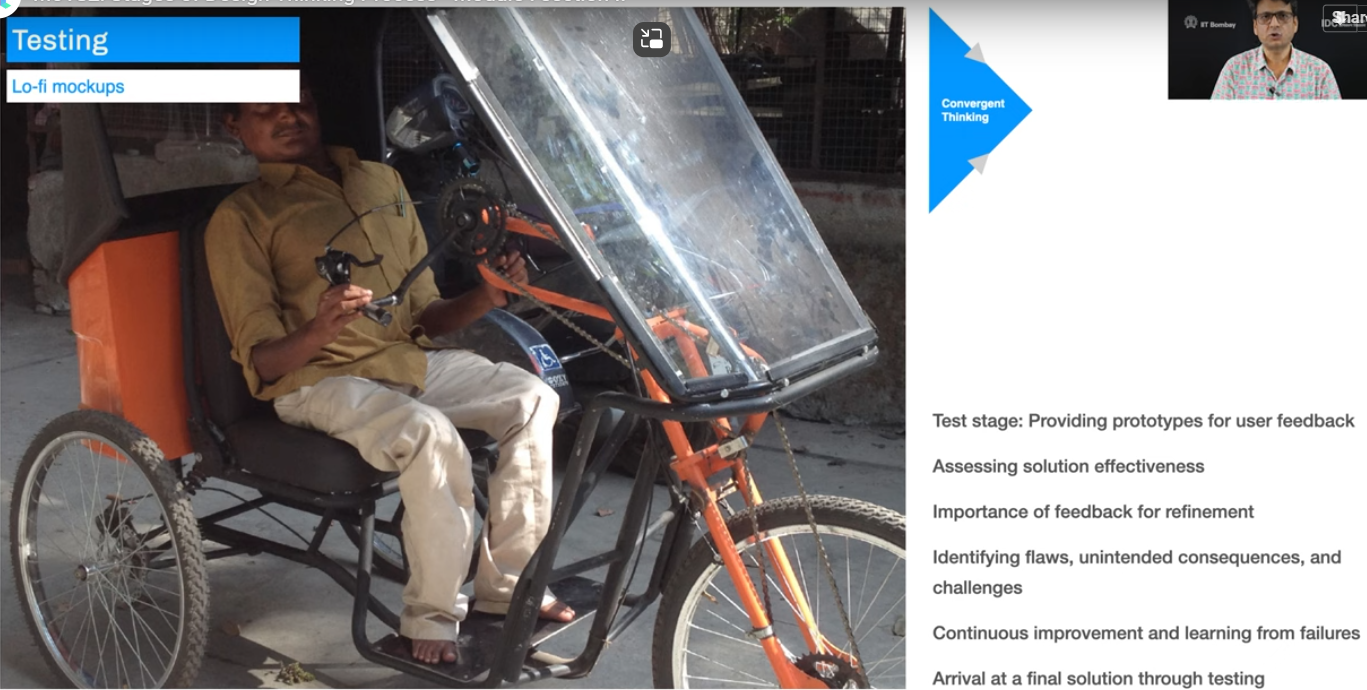 Testing
Lo-fi mockups
Convergent
Thinking
IIT Bombay
IDC
Share
Test stage: Providing prototypes for user feedback
Assessing solution effectiveness
Importance of feedback for refinement
Identifying flaws, unintended consequences, and
challenges
Continuous improvement and learning from failures
Arrival at a final solution through testing